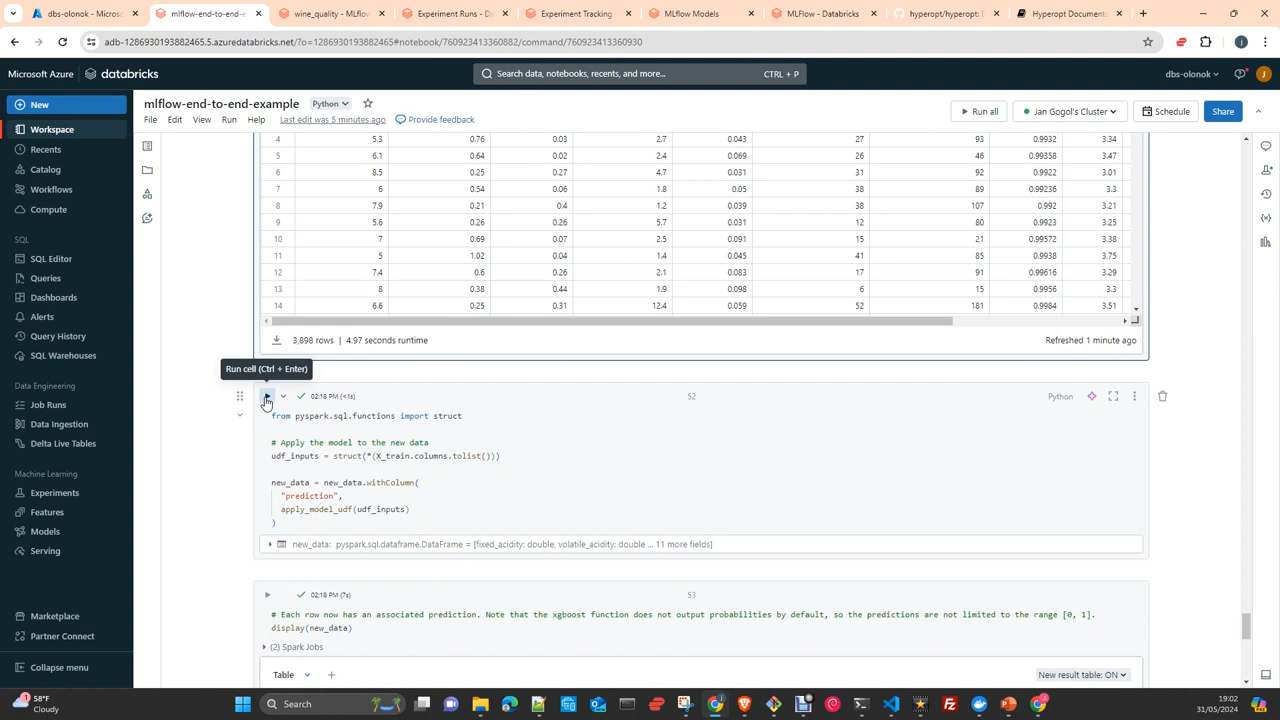 dbs-olonok - Microso
mlflow-end-to-end-e
wine_quality - MLflow
Experiment Runs - Da
Experiment Tracking
MLflow Models
MLFlow - Databricks
hyperopt/hyperopt: D
Hyperopt Document
adb-1286930193882465.5.azuredatabricks.net/?o=1286930193882465#notebook/760923413360882/command/760923413360930
Microsoft Azure
databricks
Search data, notebooks, recents, and more...
CTRL + P
dbs-olonok
J
New
Workspace
Recents
Catalog
Workflows
Compute
SQL
SQL Editor
Queries
Dashboards
Alerts
Query History
SQL Warehouses
Data Engineering
Job Runs
Data Ingestion
Delta Live Tables
Machine Learning
Experiments
Features
Models
Serving
Marketplace
Partner Connect
Collapse menu
mlflow-end-to-end-example
Python
File Edit View Run Help
Last edit was 5 minutes ago
Provide feedback
Run all
Jan Gogol's Cluster
Schedule
Share
4 5.3 0.76 0.03 2.7 0.043 27 93 0.9932 3.34
5 6.1 0.64 0.02 2.4 0.069 26 46 0.99358 3.47
6 8.5 0.25 0.27 4.7 0.031 31 92 0.9922 3.01
7 6 0.54 0.06 1.8 0.05 38 89 0.99236 3.3
8 7.9 0.21 0.4 1.2 0.039 38 107 0.992 3.21
9 5.6 0.26 0.26 5.7 0.031 12 80 0.9923 3.25
10 7 0.69 0.07 2.5 0.091 15 21 0.99572 3.38
11 5 1.02 0.04 1.4 0.045 41 85 0.9938 3.75
12 7.4 0.6 0.26 2.1 0.083 17 91 0.99616 3.29
13 8 0.38 0.44 1.9 0.098 6 15 0.9956 3.3
14 6.6 0.25 0.31 12.4 0.059 52 181 0.9984 3.51
3,898 rows | 4.97 seconds runtime
Refreshed 1 minute ago
Run cell (Ctrl + Enter)
02:18 PM (<1s)
52
Python
from pyspark.sql.functions import struct
# Apply the model to the new data
udf_inputs = struct(*(X_train.columns.tolist()))
new_data = new_data.withColumn(
"prediction",
apply_model_udf(udf_inputs)
)
new_data: pyspark.sql.dataframe.DataFrame = [fixed_acidity: double, volatile_acidity: double ... 11 more fields]
02:18 PM (7s)
53
# Each row now has an associated prediction. Note that the xgboost function does not output probabilities by default, so the predictions are not limited to the range [0, 1].
display(new_data)
(2) Spark Jobs
Table
New result table: ON
58°F
Cloudy
Search
19:02
31/05/2024